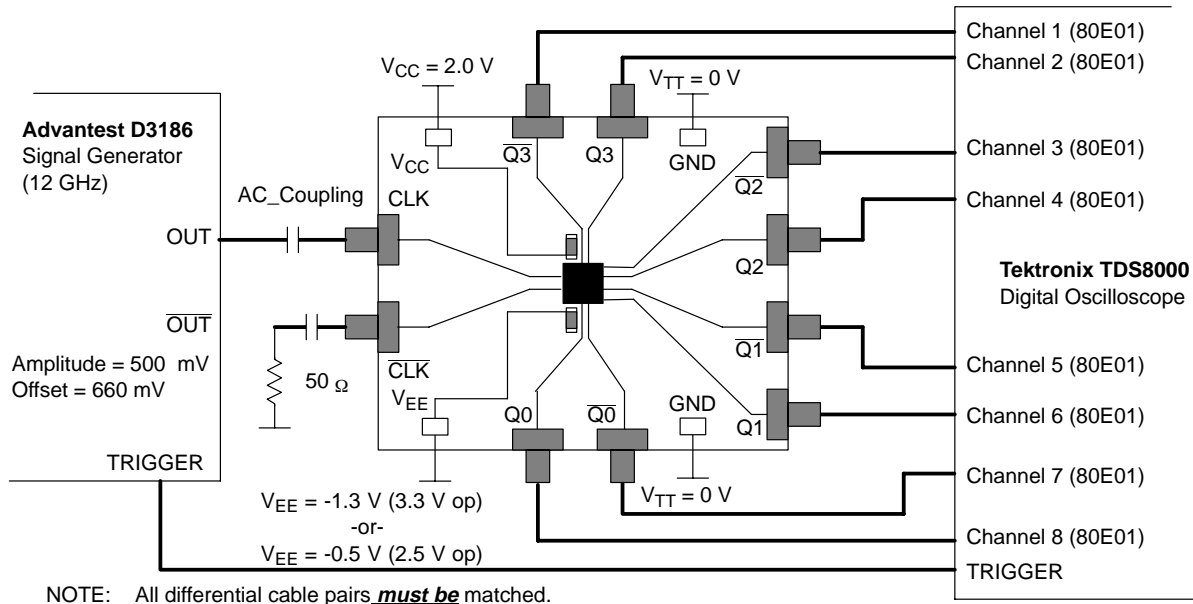 Channel 1 (80E01)
Channel 2 (80E01)
V_CC = 2.0 V
V_TT = 0 V
Advantest D3186
Signal Generator
(12 GHz)
V_CC
Q3
Q3
GND
Channel 3 (80E01)
Q2
AC_Coupling
CLK
Channel 4 (80E01)
OUT
Q2
Tektronix TDS8000
Digital Oscilloscope
OUT
Amplitude = 500 mV
Offset = 660 mV
50 Ω
CLK
Q1
Channel 5 (80E01)
V_EE
Q0
Q0
GND
Q1
Channel 6 (80E01)
TRIGGER
Channel 7 (80E01)
V_EE = -1.3 V (3.3 V op)
-or-
V_EE = -0.5 V (2.5 V op)
V_TT = 0 V
Channel 8 (80E01)
TRIGGER
NOTE: All differential cable pairs must be matched.